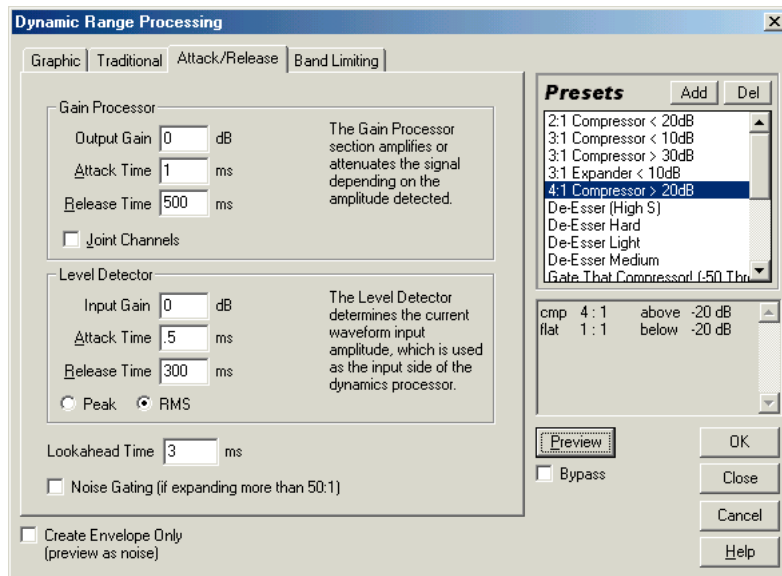 Dynamic Range Processing
Graphic
Traditional
Attack/Release
Band Limiting
Gain Processor
Output Gain 0 dB
Attack Time 1 ms
Release Time 500 ms
Joint Channels
The Gain Processor
section amplifies or
attenuates the signal
depending on the
amplitude detected.
Level Detector
Input Gain 0 dB
Attack Time .5 ms
Release Time 300 ms
Peak
RMS
The Level Detector
determines the current
waveform input
amplitude, which is used
as the input side of the
dynamics processor.
Lookahead Time 3 ms
Noise Gating (if expanding more than 50:1)
Create Envelope Only
(preview as noise)
Presets
Add
Del
2:1 Compressor < 20dB
3:1 Compressor < 10dB
3:1 Compressor > 30dB
3:1 Expander < 10dB
4:1 Compressor > 20dB
De-Esser (High S)
De-Esser Hard
De-Esser Light
De-Esser Medium
Gate That Compressor! (-50 Thr
cmp 4 : 1 above -20 dB
flat 1 : 1 below -20 dB
Preview
OK
Bypass
Close
Cancel
Help